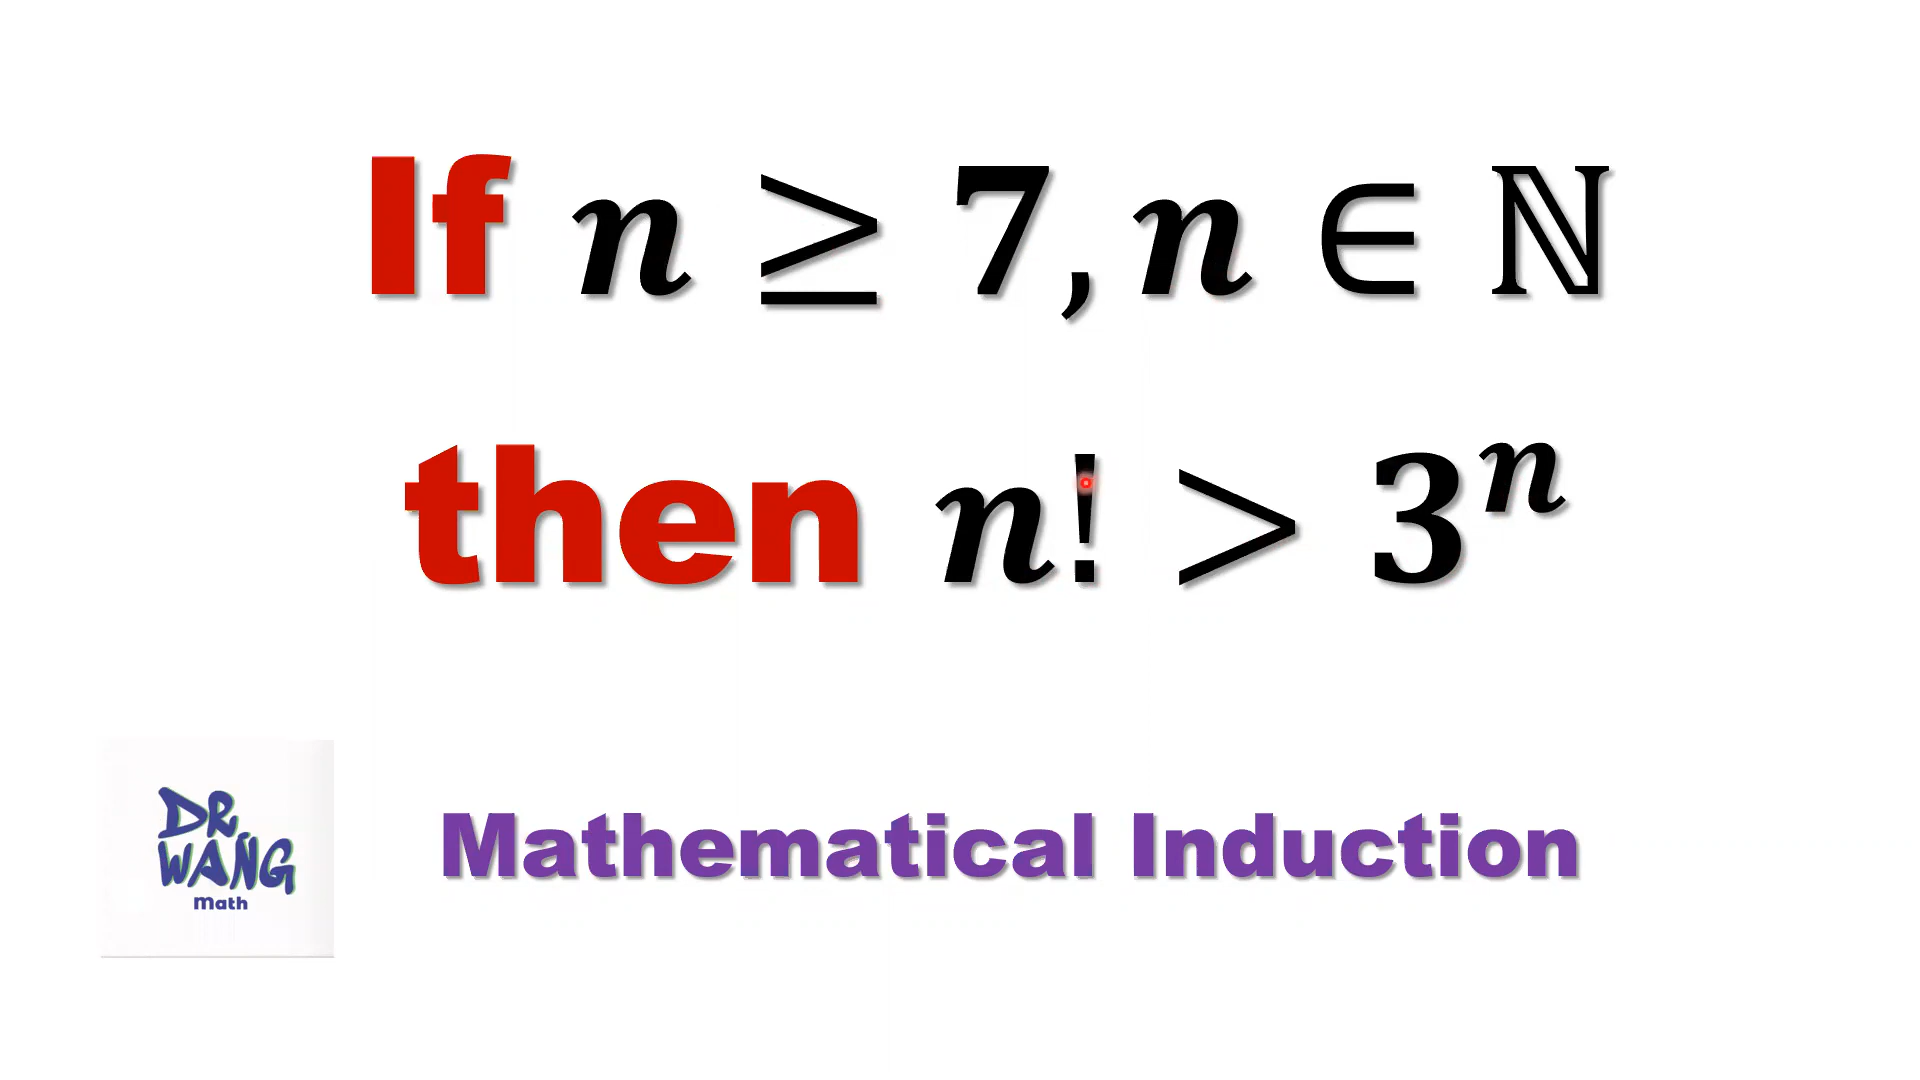 If n ≥ 7, n ∈ ℕ
then n! > 3ⁿ
DR
WANG
Math
Mathematical Induction